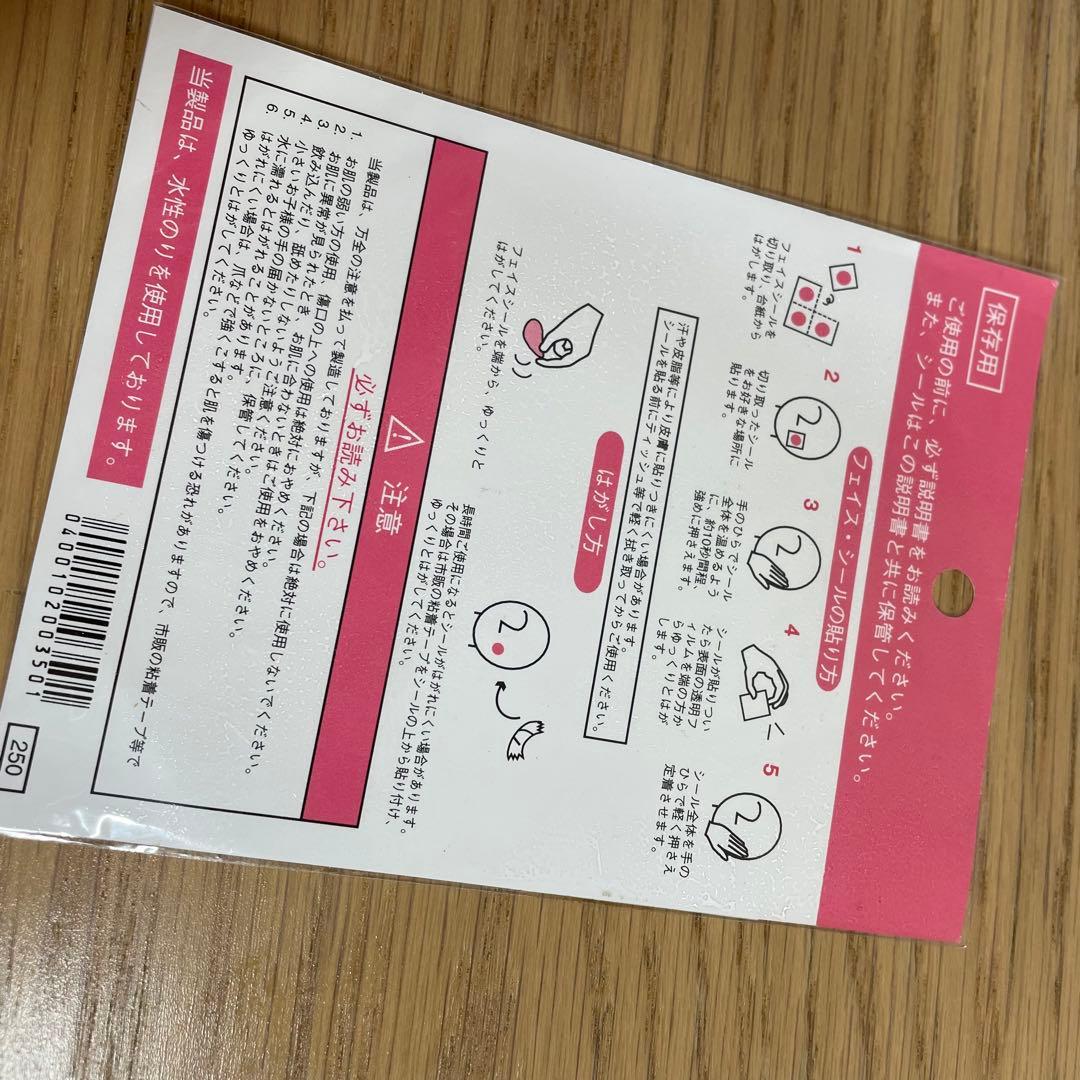 保存用
ご使用の前に、必ず説明書をお読みください。
また、シールはこの説明書と共に保管してください。
フェイス・シールの貼り方
1
フェイスシールを
切り取り、台紙から
はがします。
2
切り取ったシール
をお好きな場所に
貼ります。
3
手のひらでシール
全体を温めるよう
に、約10秒間程、
強めに押さえます。
4
シールが貼りつい
たら表面の透明フ
ィルムを端の方か
らゆっくりとはが
します。
5
シール全体を手の
ひらで軽く押さえ
定着させます。
汗や皮脂等により皮膚に貼りつきにくい場合があります。
シールを貼る前にティッシュ等で軽く拭き取ってからご使用ください。
はがし方
フェイスシールを端から、ゆっくりと
はがしてください。
長時間ご使用になるとシールがはがれにくい場合があります。
その場合は市販の粘着テープをシールの上から貼り付け、
ゆっくりとはがしてください。
注意
必ずお読み下さい。
当製品は、万全の注意を払って製造しておりますが、下記の場合は絶対に使用しないでください。
1. お肌の弱い方の使用、傷口の上への使用は絶対におやめください。
2. お肌に異常が見られたとき、お肌に合わないときはご使用をおやめください。
3. 飲み込んだり、舐めたりしないようご注意ください。
4. 小さいお子様の手の届かないところに、保管してください。
5. 水に濡れるとはがれることがあります。
6 はがれにくい場合は、爪などで強くこすると肌を傷つける恐れがありますので、市販の粘着テープ等で
ゆっくりとはがしてください。
当製品は、水性のりを使用しております。
0400102003501
250